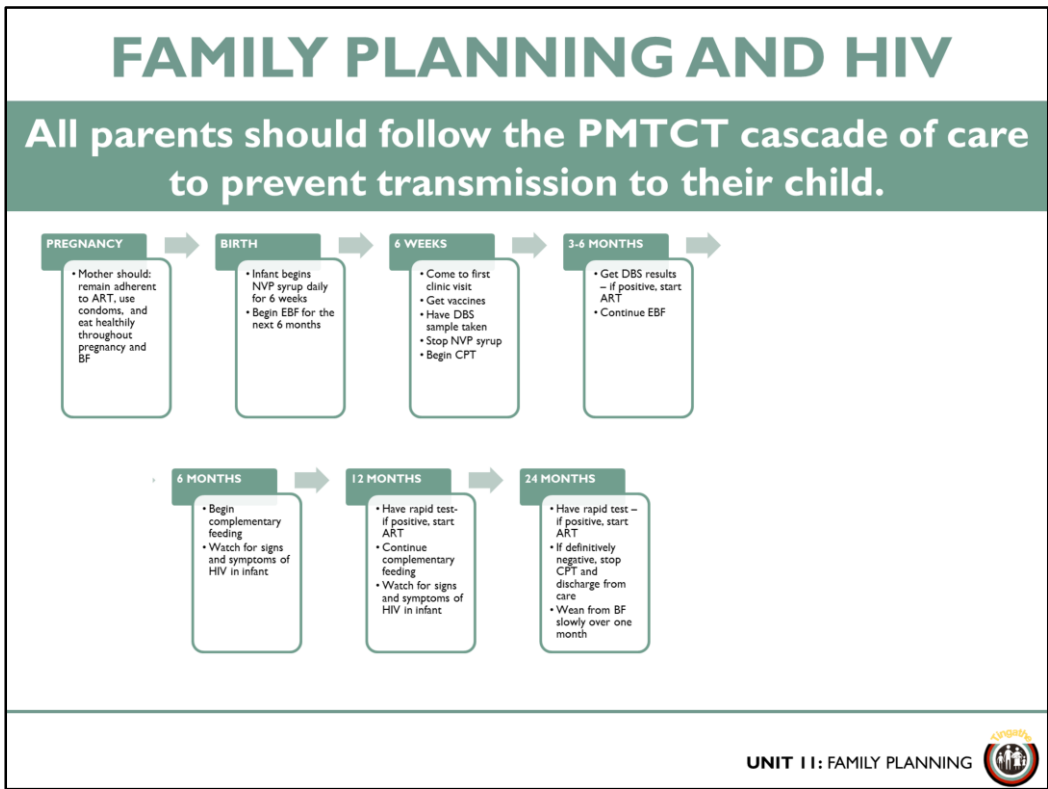 FAMILY PLANNING AND HIV
All parents should follow the PMTCT cascade of care
to prevent transmission to their child.
PREGNANCY
• Mother should:
remain adherent
to ART, use
condoms, and
eat healthily
throughout
pregnancy and
BF
BIRTH
• Infant begins
NVP syrup daily
for 6 weeks
• Begin EBF for the
next 6 months
6 WEEKS
• Come to first
clinic visit
• Get vaccines
• Have DBS
sample taken
• Stop NVP syrup
• Begin CPT
3-6 MONTHS
• Get DBS results
– if positive, start
ART
• Continue EBF
6 MONTHS
• Begin
complementary
feeding
• Watch for signs
and symptoms of
HIV in infant
12 MONTHS
• Have rapid test-
if positive, start
ART
• Continue
complementary
feeding
• Watch for signs
and symptoms of
HIV in infant
24 MONTHS
• Have rapid test –
if positive, start
ART
• If definitively
negative, stop
CPT and
discharge from
care
• Wean from BF
slowly over one
month
UNIT 11: FAMILY PLANNING
Tingathe